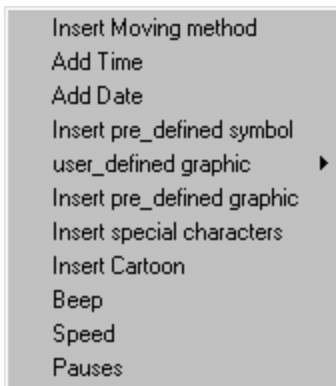 Insert Moving method
Add Time
Add Date
Insert pre_defined symbol
user_defined graphic
Insert pre_defined graphic
Insert special characters
Insert Cartoon
Beep
Speed
Pauses